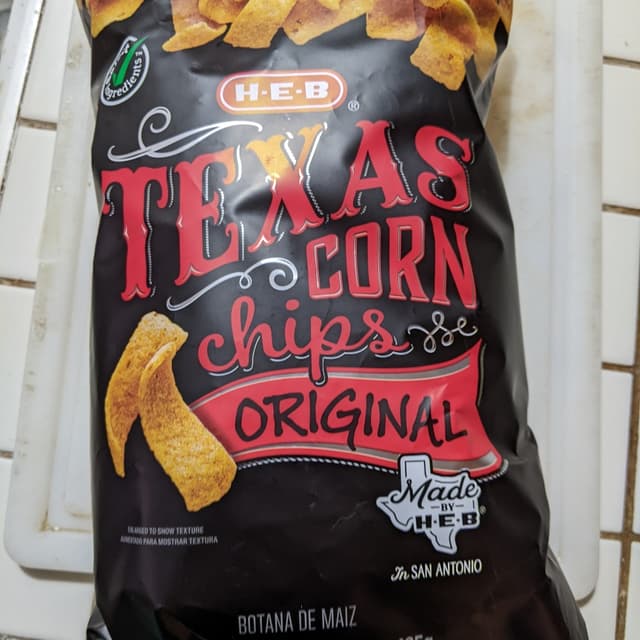 ingredients
H-E-B®
TEXAS
CORN
chips
ORIGINAL
Made
BY
H-E-B®
In SAN ANTONIO
ENLARGED TO SHOW TEXTURE
AUMENTADO PARA MOSTRAR TEXTURA
BOTANA DE MAIZ